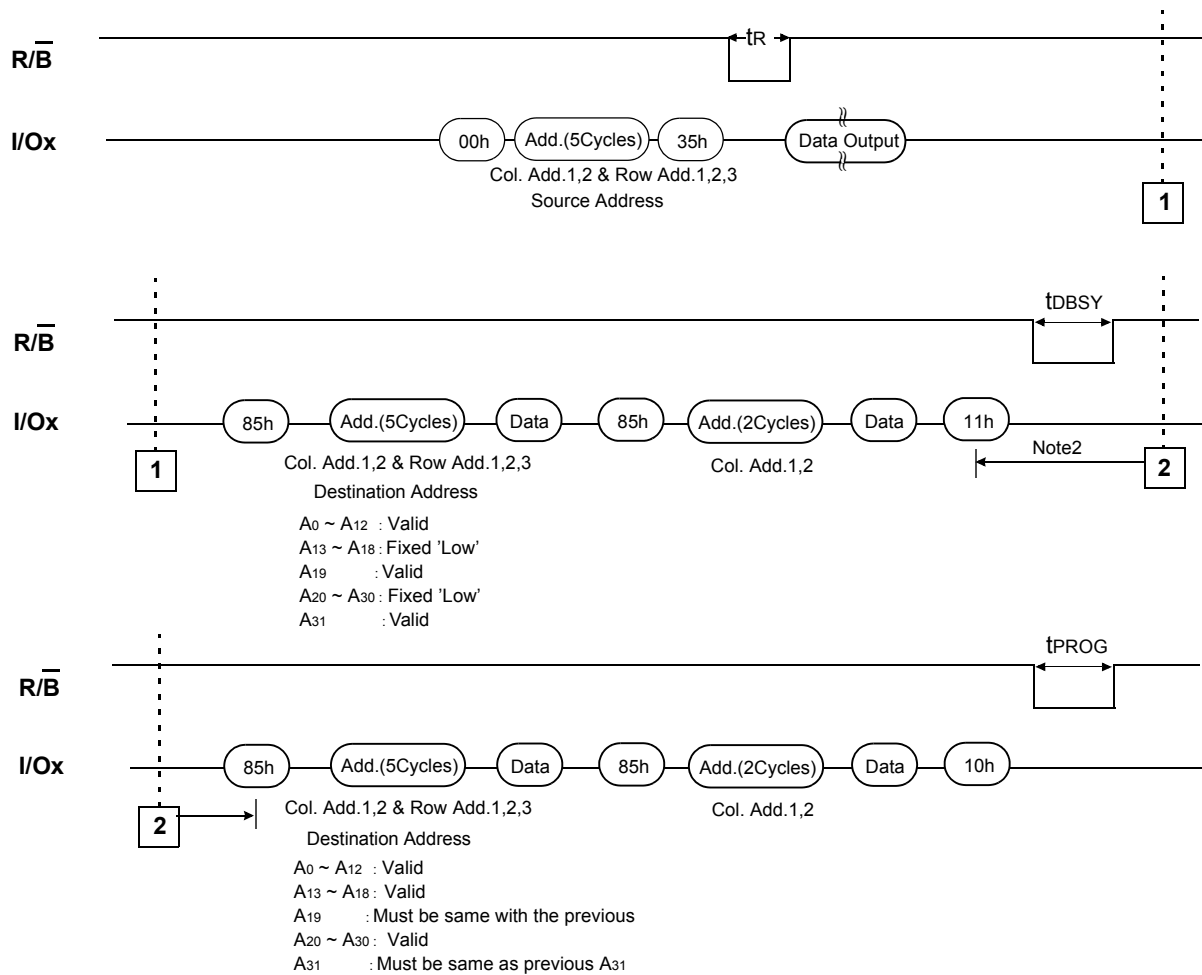 tR
R/B
I/Ox
00h Add.(5Cycles) 35h Data Output
Col. Add.1,2 & Row Add.1,2,3
Source Address
1
tDBSY
R/B
I/Ox
85h Add.(5Cycles) Data 85h Add.(2Cycles) Data 11h
1
Col. Add.1,2 & Row Add.1,2,3
Col. Add.1,2
Note2
2
Destination Address
A0 ~ A12 : Valid
A13 ~ A18 : Fixed ’Low’
A19 : Valid
A20 ~ A30 : Fixed ’Low’
A31 : Valid
tPROG
R/B
I/Ox
85h Add.(5Cycles) Data 85h Add.(2Cycles) Data 10h
2
Col. Add.1,2 & Row Add.1,2,3
Col. Add.1,2
Destination Address
A0 ~ A12 : Valid
A13 ~ A18 : Valid
A19 : Must be same with the previous
A20 ~ A30 : Valid
A31 : Must be same as previous A31